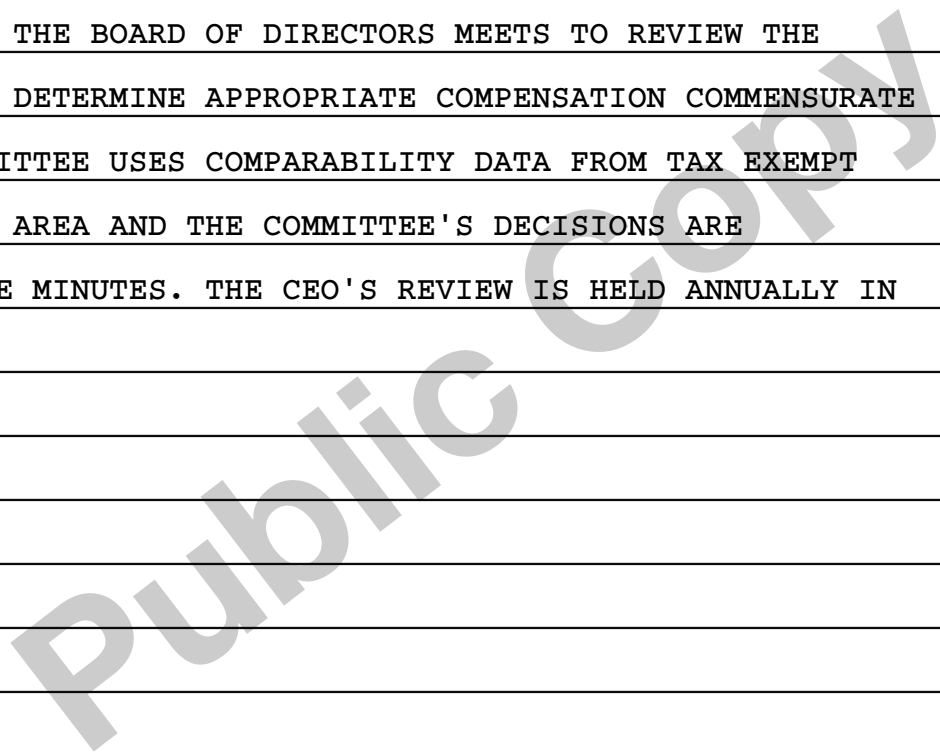 THE BOARD OF DIRECTORS MEETS TO REVIEW THE
DETERMINE APPROPRIATE COMPENSATION COMMENSURATE
ITTEE USES COMPARABILITY DATA FROM TAX EXEMPT
AREA AND THE COMMITTEE'S DECISIONS ARE
E MINUTES. THE CEO'S REVIEW IS HELD ANNUALLY IN
Public Copy